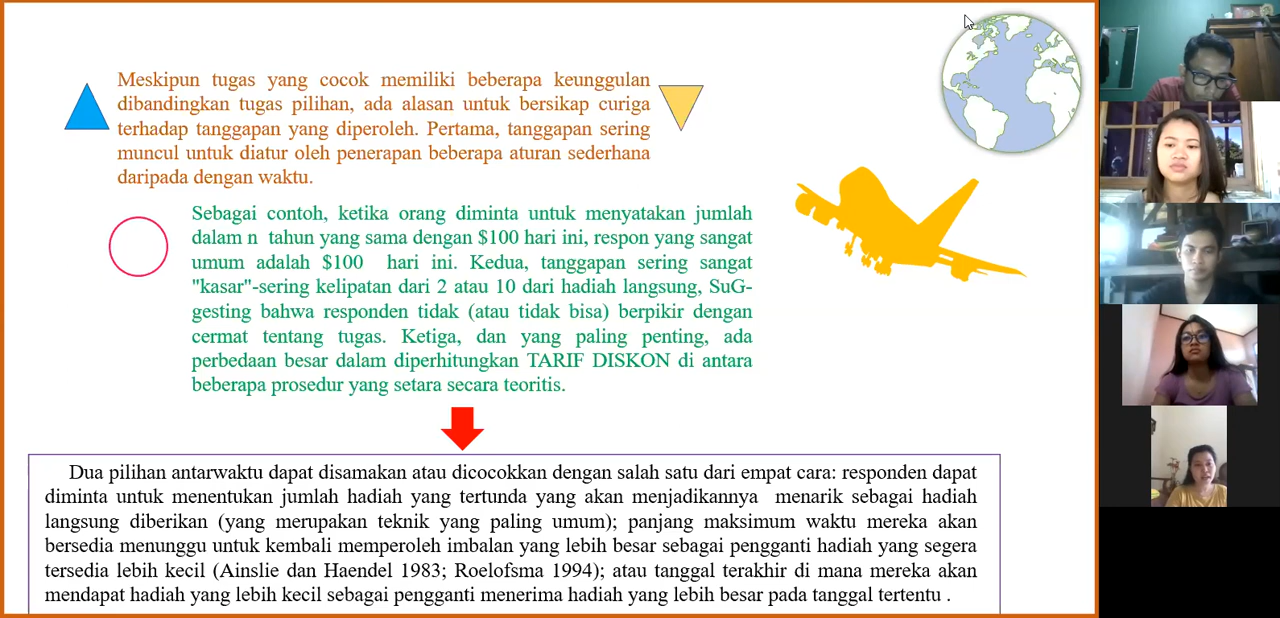 Meskipun tugas yang cocok memiliki beberapa keunggulan
dibandingkan tugas pilihan, ada alasan untuk bersikap curiga
terhadap tanggapan yang diperoleh. Pertama, tanggapan sering
muncul untuk diatur oleh penerapan beberapa aturan sederhana
daripada dengan waktu.
Sebagai contoh, ketika orang diminta untuk menyatakan jumlah
dalam n tahun yang sama dengan $100 hari ini, respon yang sangat
umum adalah $100 hari ini. Kedua, tanggapan sering sangat
"kasar"-sering kelipatan dari 2 atau 10 dari hadiah langsung, SuG-
gesting bahwa responden tidak (atau tidak bisa) berpikir dengan
cermat tentang tugas. Ketiga, dan yang paling penting, ada
perbedaan besar dalam diperhitungkan TARIF DISKON di antara
beberapa prosedur yang setara secara teoritis.
Dua pilihan antarwaktu dapat disamakan atau dicocokkan dengan salah satu dari empat cara: responden dapat
diminta untuk menentukan jumlah hadiah yang tertunda yang akan menjadikannya menarik sebagai hadiah
langsung diberikan (yang merupakan teknik yang paling umum); panjang maksimum waktu mereka akan
bersedia menunggu untuk kembali memperoleh imbalan yang lebih besar sebagai pengganti hadiah yang segera
tersedia lebih kecil (Ainslie dan Haendel 1983; Roelofsma 1994); atau tanggal terakhir di mana mereka akan
mendapat hadiah yang lebih kecil sebagai pengganti menerima hadiah yang lebih besar pada tanggal tertentu .